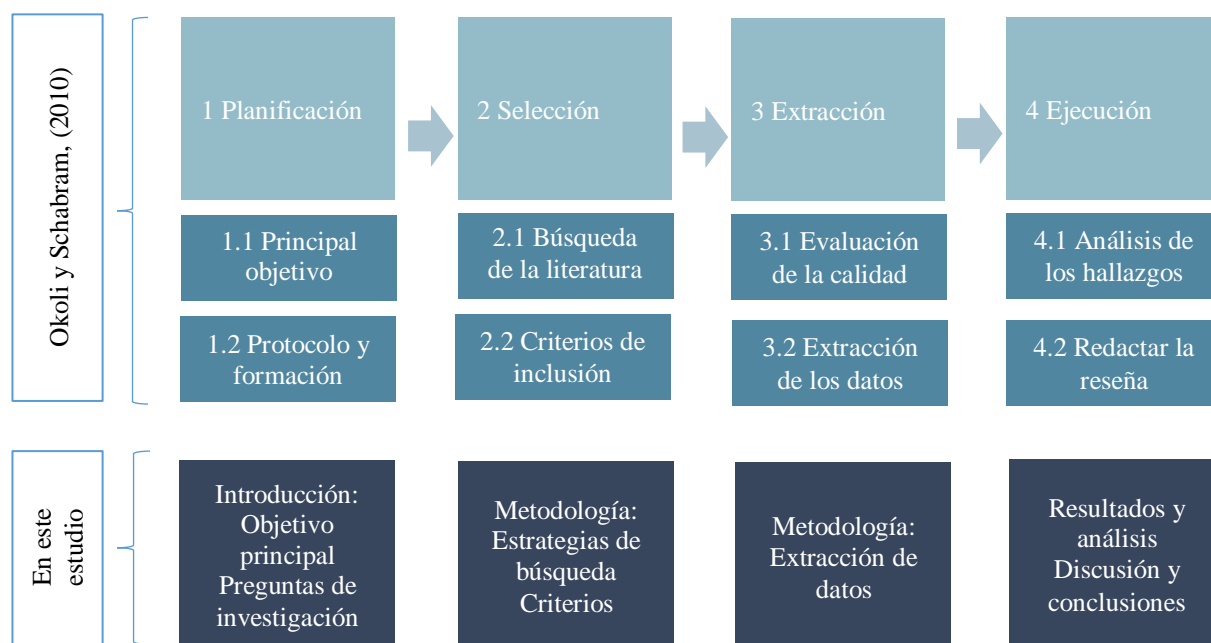 Okoli y Schabram, (2010)
1 Planificación
2 Selección
3 Extracción
4 Ejecución
1.1 Principal
objetivo
2.1 Búsqueda
de la literatura
3.1 Evaluación
de la calidad
4.1 Análisis de
los hallazgos
1.2 Protocolo y
formación
2.2 Criterios de
inclusión
3.2 Extracción
de los datos
4.2 Redactar la
reseña
En este
estudio
Introducción:
Objetivo
principal
Preguntas de
investigación
Metodología:
Estrategias de
búsqueda
Criterios
Metodología:
Extracción de
datos
Resultados y
análisis
Discusión y
conclusiones